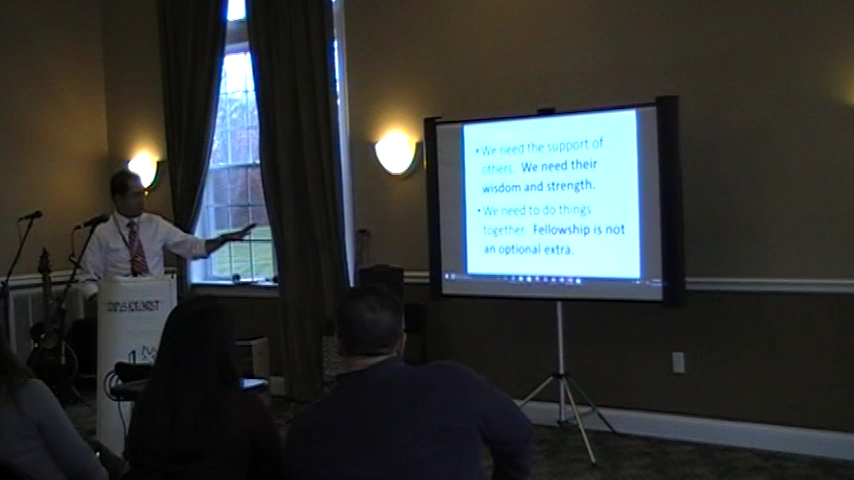 • We need the support of
others. We need their
wisdom and strength.
• We need to do things
together. Fellowship is not
an optional extra.